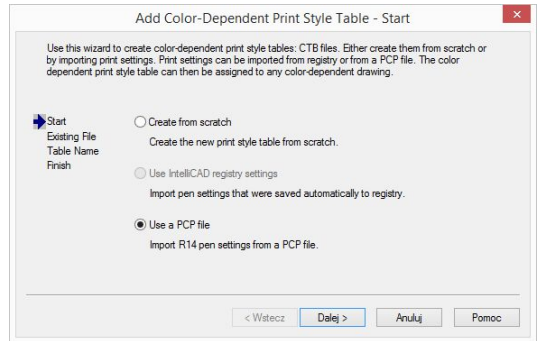 Add Color-Dependent Print Style Table - Start
Use this wizard to create color-dependent print style tables: CTB files. Either create them from scratch or
by importing print settings. Print settings can be imported from registry or from a PCP file. The color
dependent print style table can then be assigned to any color-dependent drawing.
Start
Existing File
Table Name
Finish
Create from scratch
Create the new print style table from scratch.
Use IntelliCAD registry settings
Import pen settings that were saved automatically to registry.
Use a PCP file
Import R14 pen settings from a PCP file.
< Wstecz
Dalej >
Anuluj
Pomoc